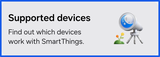 Supported devices
Find out which devices
work with SmartThings.